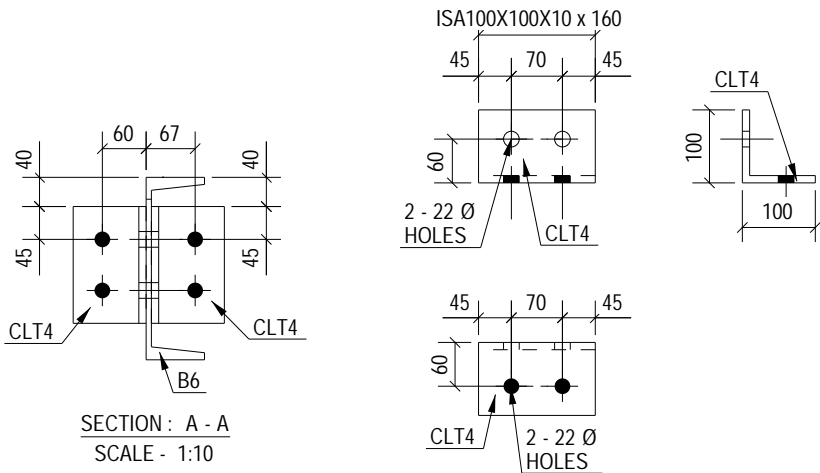 ISA100X100X10 x 160
45 70 45
60
2 - 22 Ø
HOLES
CLT4
CLT4
100
100
60 67
40
45
40
45
CLT4
CLT4
B6
SECTION : A - A
SCALE - 1:10
45 70 45
60
CLT4
2 - 22 Ø
HOLES